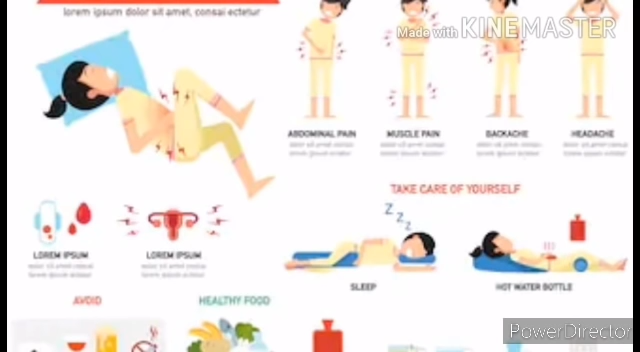 lorem ipsum dolor sit amet, consai ectetur
Made with KINEMASTER
ABDOMINAL PAIN
MUSCLE PAIN
BACKACHE
HEADACHE
TAKE CARE OF YOURSELF
Z Z Z
LOREM IPSUM
LOREM IPSUM
SLEEP
HOT WATER BOTTLE
AVOID
HEALTHY FOOD
PowerDirector